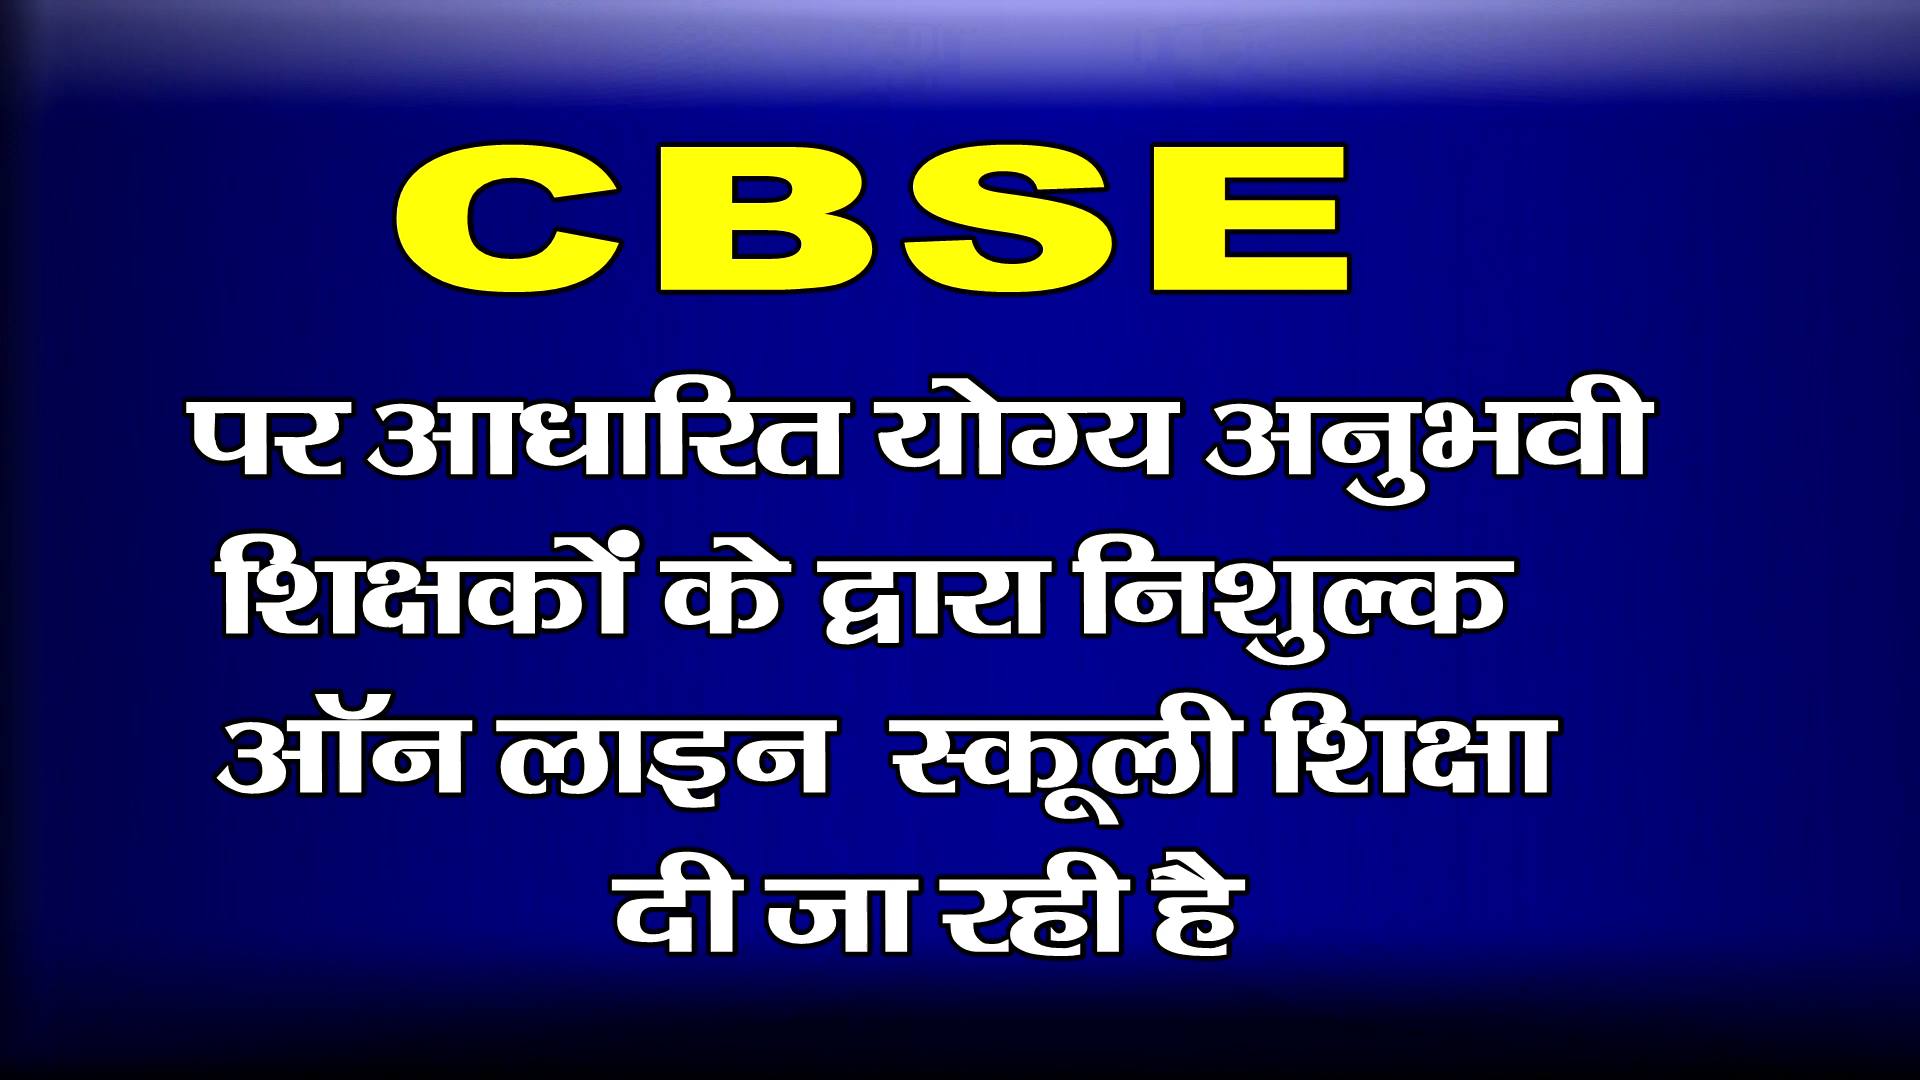 CBSE
पर आधारित योग्य अनुभवी
शिक्षकों के द्वारा निशुल्क
ऑन लाइन स्कूली शिक्षा
दी जा रही है